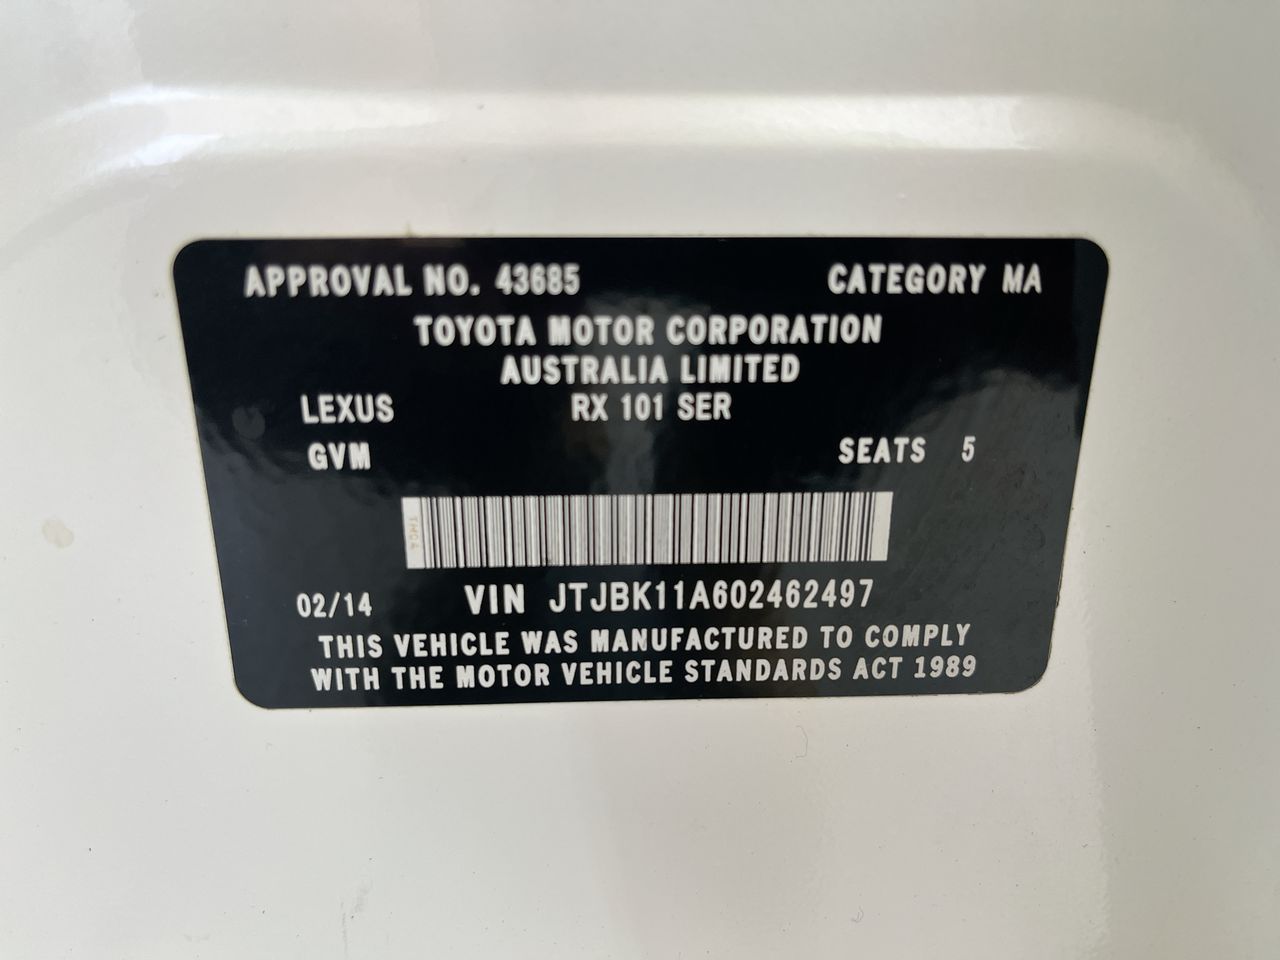 APPROVAL NO. 43685 CATEGORY MA
TOYOTA MOTOR CORPORATION
AUSTRALIA LIMITED
LEXUS RX 101 SER
GVM SEATS 5
TMCA
02/14 VIN JTJBK11A602462497
THIS VEHICLE WAS MANUFACTURED TO COMPLY
WITH THE MOTOR VEHICLE STANDARDS ACT 1989